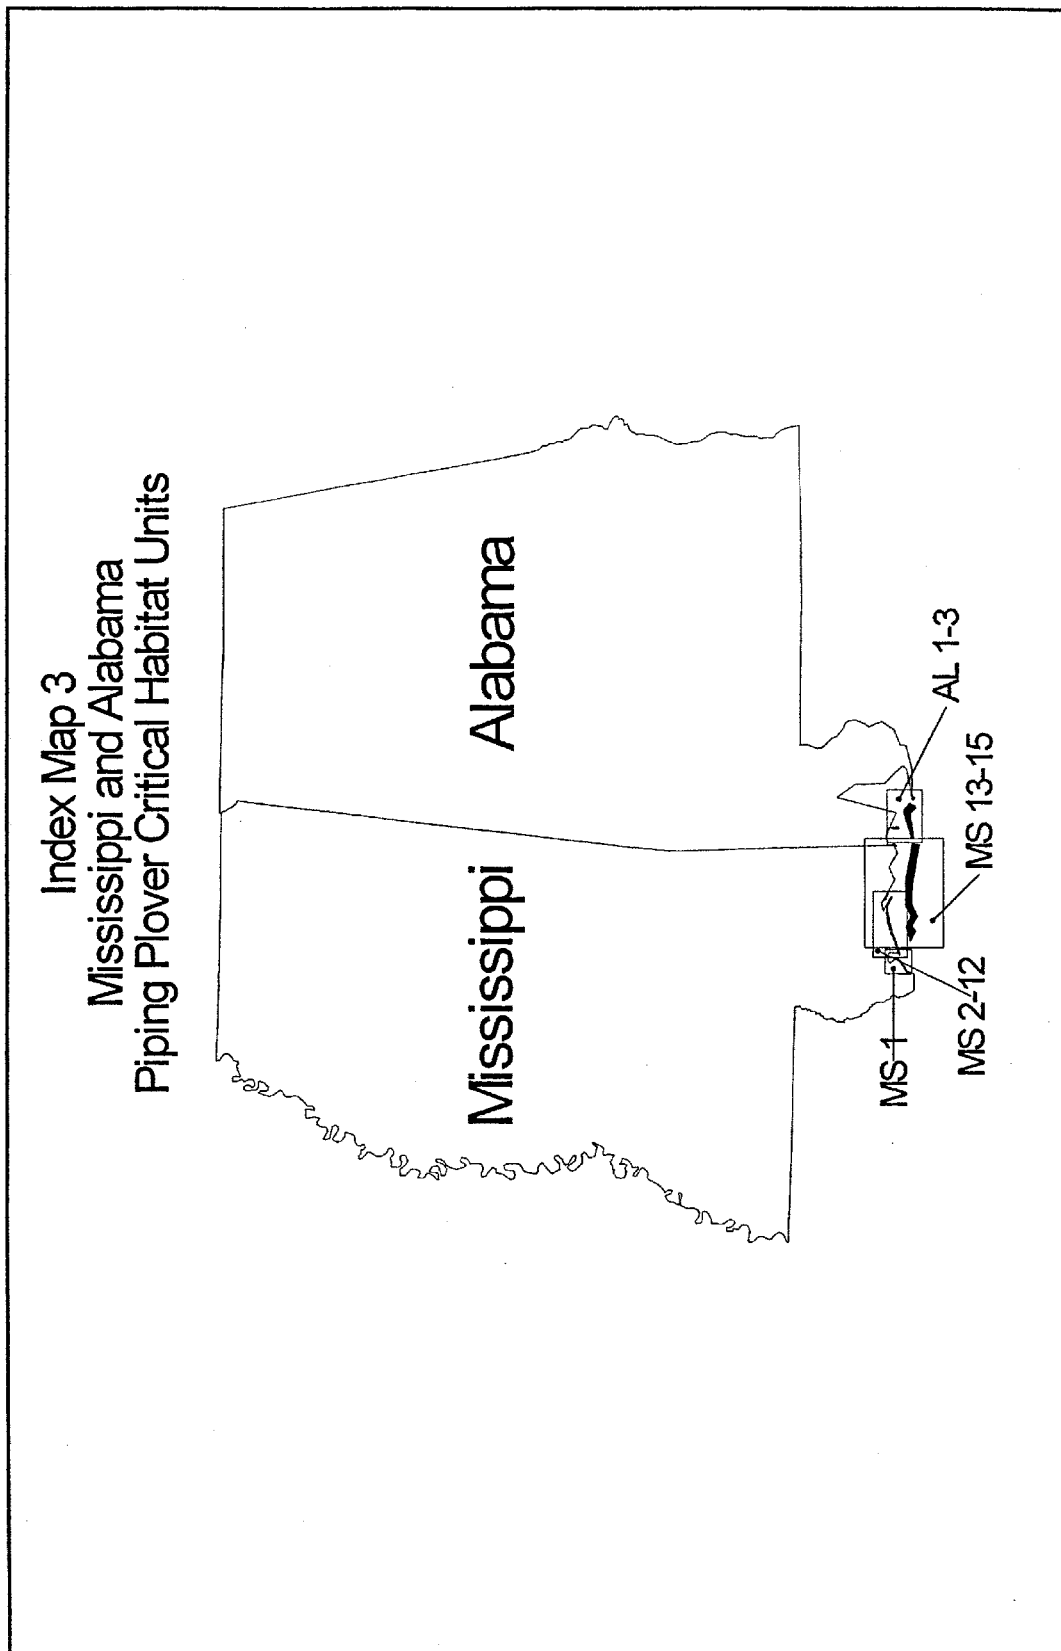 Index Map 3
Mississippi and Alabama
Piping Plover Critical Habitat Units
Mississippi
Alabama
MS 1
MS 2-12
MS 13-15
AL 1-3